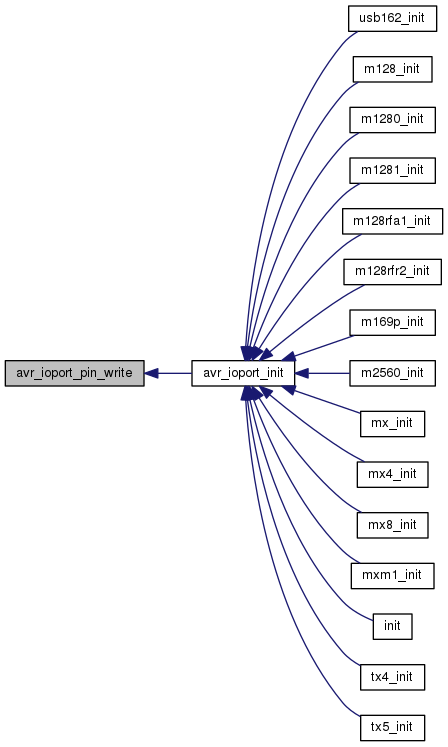 usb162_init
m128_init
m1280_init
m1281_init
m128rfa1_init
m128rfr2_init
m169p_init
avr_ioport_pin_write
avr_ioport_init
m2560_init
mx_init
mx4_init
mx8_init
mxm1_init
init
tx4_init
tx5_init